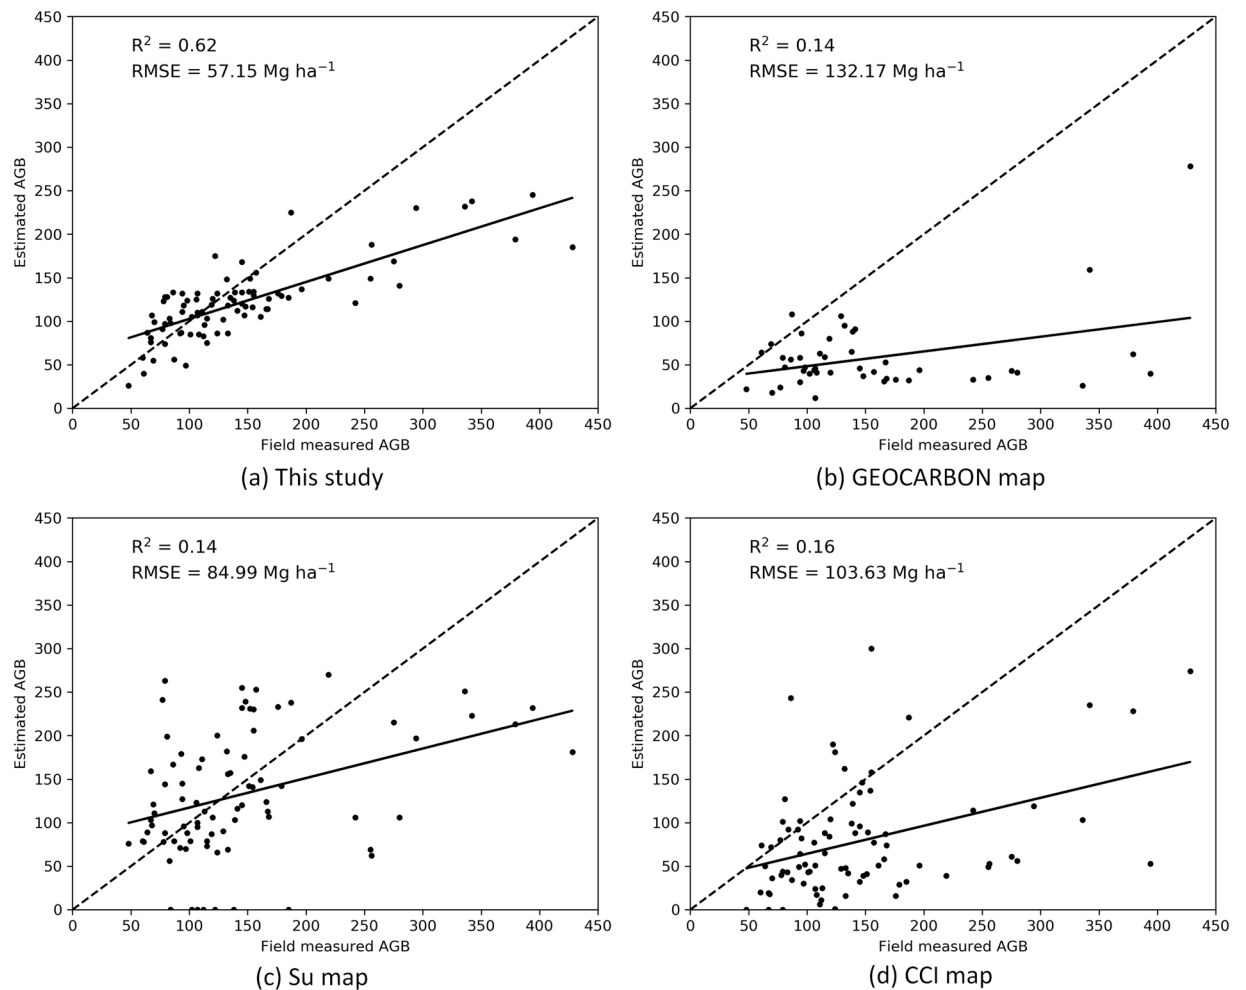 R² = 0.62
RMSE = 57.15 Mg ha⁻¹
450
400
350
300
250
200
150
100
50
0
Estimated AGB
0 50 100 150 200 250 300 350 400 450
Field measured AGB
(a) This study
R² = 0.14
RMSE = 132.17 Mg ha⁻¹
450
400
350
300
250
200
150
100
50
0
Estimated AGB
0 50 100 150 200 250 300 350 400 450
Field measured AGB
(b) GEOCARBON map
R² = 0.14
RMSE = 84.99 Mg ha⁻¹
450
400
350
300
250
200
150
100
50
0
Estimated AGB
0 50 100 150 200 250 300 350 400 450
Field measured AGB
(c) Su map
R² = 0.16
RMSE = 103.63 Mg ha⁻¹
450
400
350
300
250
200
150
100
50
0
Estimated AGB
0 50 100 150 200 250 300 350 400 450
Field measured AGB
(d) CCI map